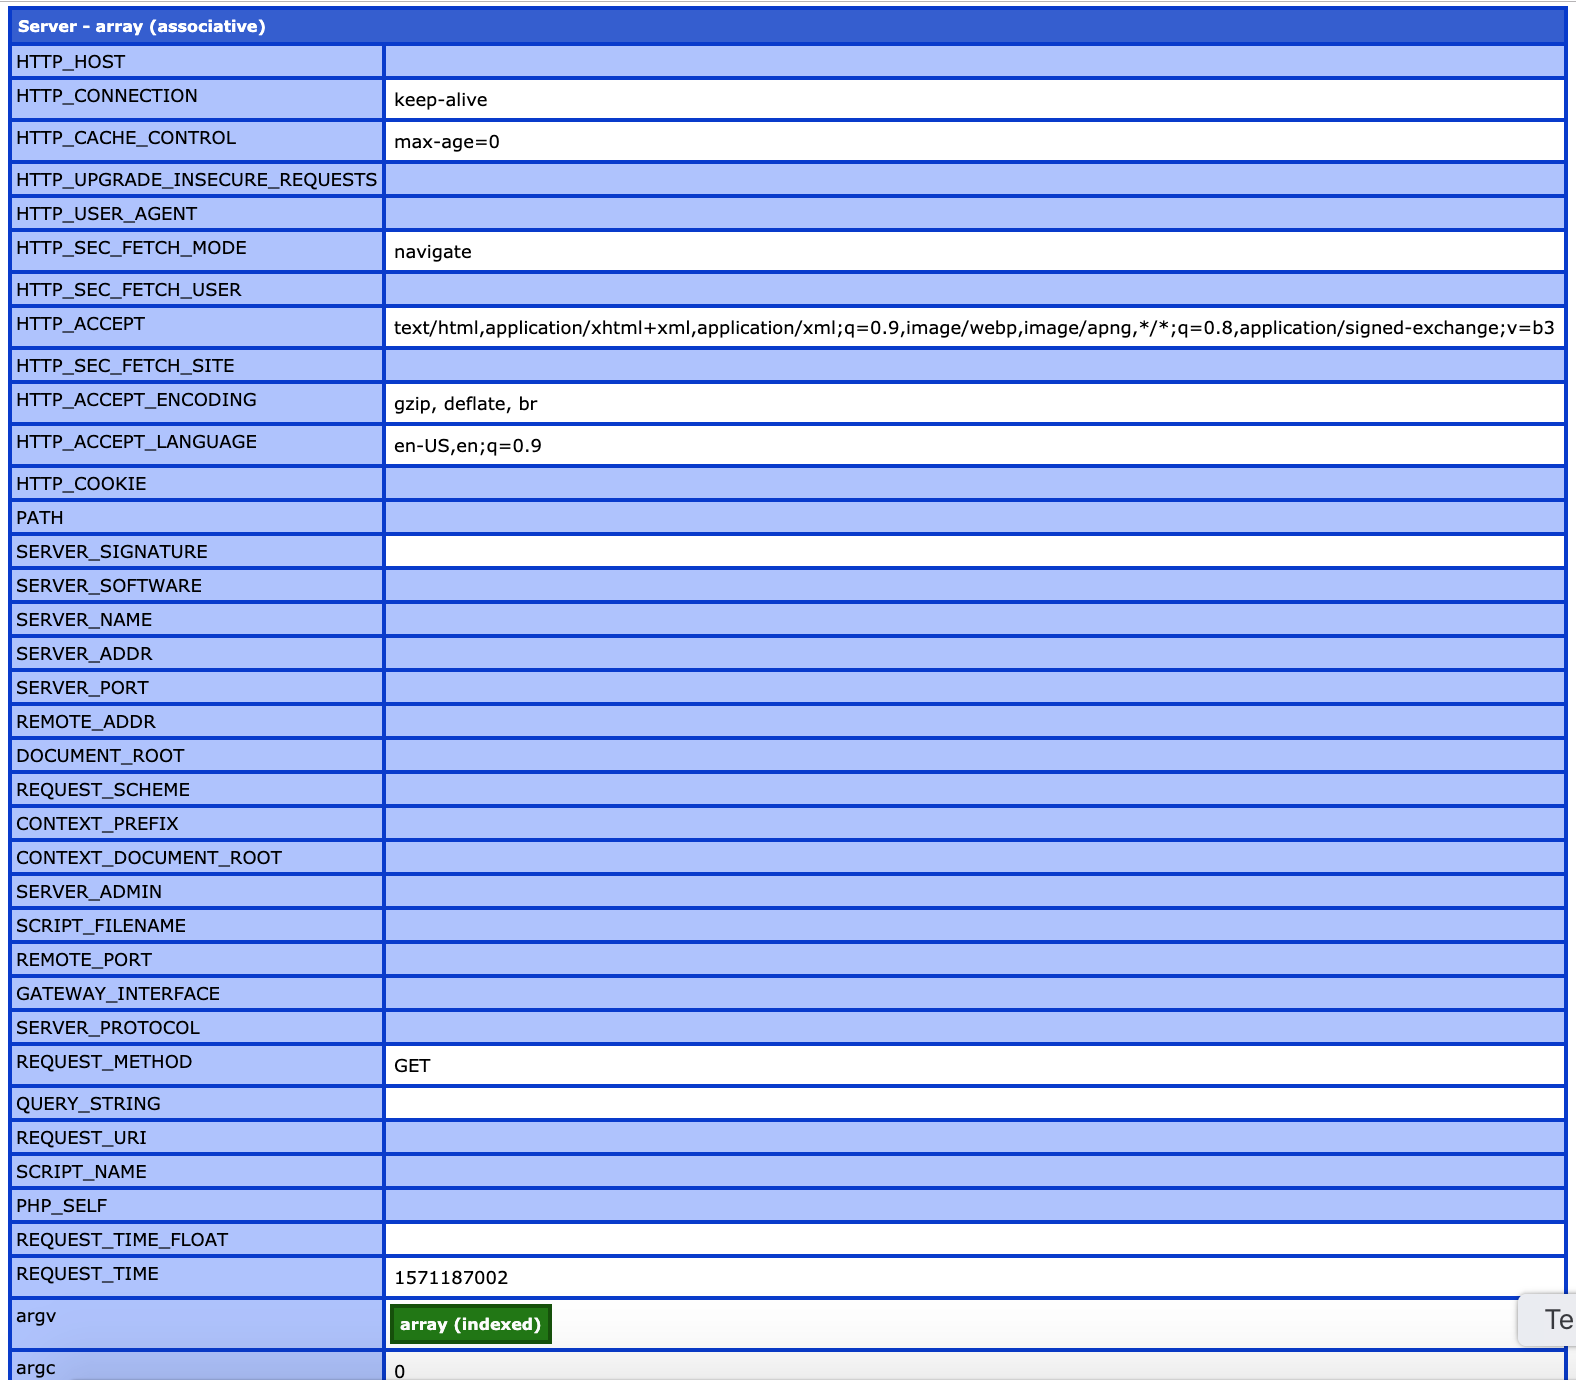 Server - array (associative)
HTTP_HOST
HTTP_CONNECTION keep-alive
HTTP_CACHE_CONTROL max-age=0
HTTP_UPGRADE_INSECURE_REQUESTS
HTTP_USER_AGENT
HTTP_SEC_FETCH_MODE navigate
HTTP_SEC_FETCH_USER
HTTP_ACCEPT text/html,application/xhtml+xml,application/xml;q=0.9,image/webp,image/apng,*/*;q=0.8,application/signed-exchange;v=b3
HTTP_SEC_FETCH_SITE
HTTP_ACCEPT_ENCODING gzip, deflate, br
HTTP_ACCEPT_LANGUAGE en-US,en;q=0.9
HTTP_COOKIE
PATH
SERVER_SIGNATURE
SERVER_SOFTWARE
SERVER_NAME
SERVER_ADDR
SERVER_PORT
REMOTE_ADDR
DOCUMENT_ROOT
REQUEST_SCHEME
CONTEXT_PREFIX
CONTEXT_DOCUMENT_ROOT
SERVER_ADMIN
SCRIPT_FILENAME
REMOTE_PORT
GATEWAY_INTERFACE
SERVER_PROTOCOL
REQUEST_METHOD GET
QUERY_STRING
REQUEST_URI
SCRIPT_NAME
PHP_SELF
REQUEST_TIME_FLOAT
REQUEST_TIME 1571187002
argv array (indexed)
Te
argc 0